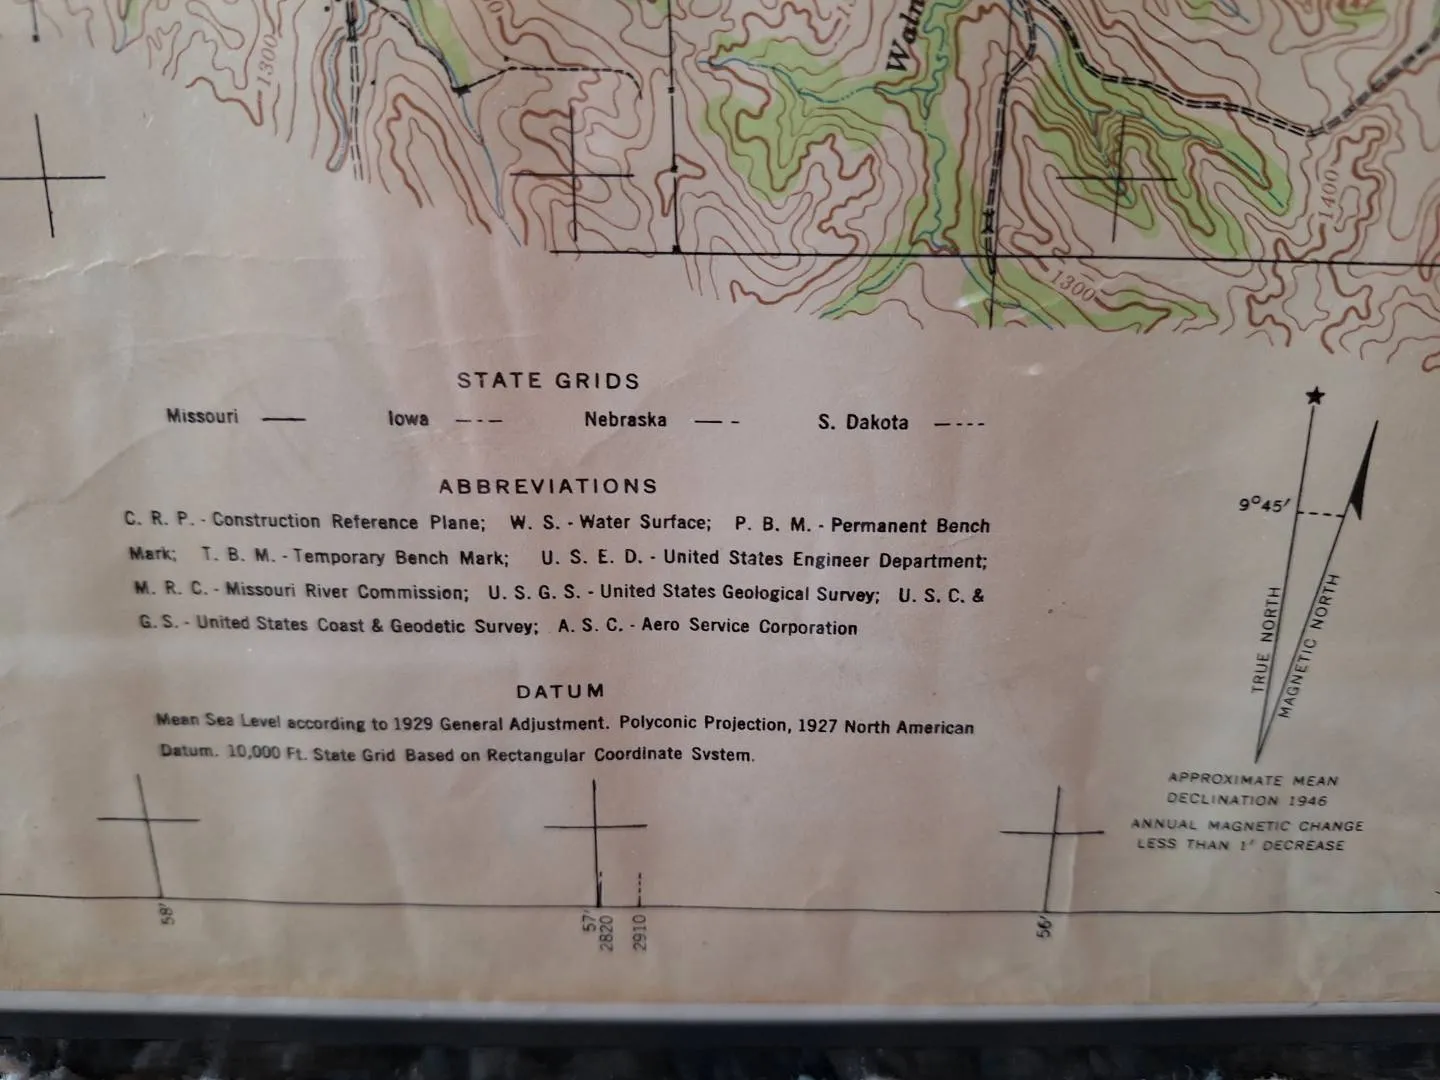 1300
1400
1300
STATE GRIDS
Missouri Iowa Nebraska S. Dakota
ABBREVIATIONS
C. R. P. - Construction Reference Plane; W. S. - Water Surface; P. B. M. - Permanent Bench
Mark; T. B. M. - Temporary Bench Mark; U. S. E. D. - United States Engineer Department;
M. R. C. - Missouri River Commission; U. S. G. S. - United States Geological Survey; U. S. C. &
G. S. - United States Coast & Geodetic Survey; A. S. C. - Aero Service Corporation
DATUM
Mean Sea Level according to 1929 General Adjustment. Polyconic Projection, 1927 North American
Datum. 10,000 Ft. State Grid Based on Rectangular Coordinate System.
9°45'
TRUE NORTH
MAGNETIC NORTH
APPROXIMATE MEAN
DECLINATION 1946
ANNUAL MAGNETIC CHANGE
LESS THAN 1' DECREASE
58'
57'
2820
2910
56'